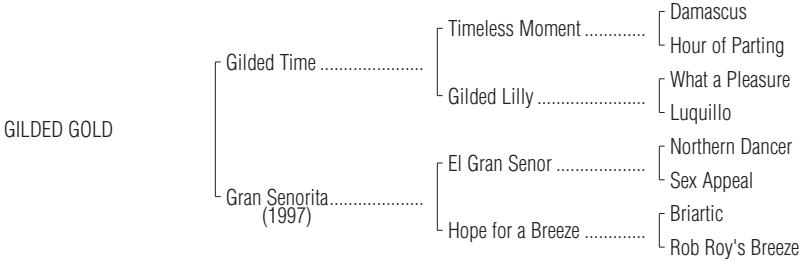 Damascus
Timeless Moment .............
Hour of Parting
Gilded Time ......................
What a Pleasure
Gilded Lilly .......................
Luquillo
GILDED GOLD
Northern Dancer
El Gran Senor ...................
Sex Appeal
Gran Senorita....................
(1997)
Briartic
Hope for a Breeze .............
Rob Roy's Breeze